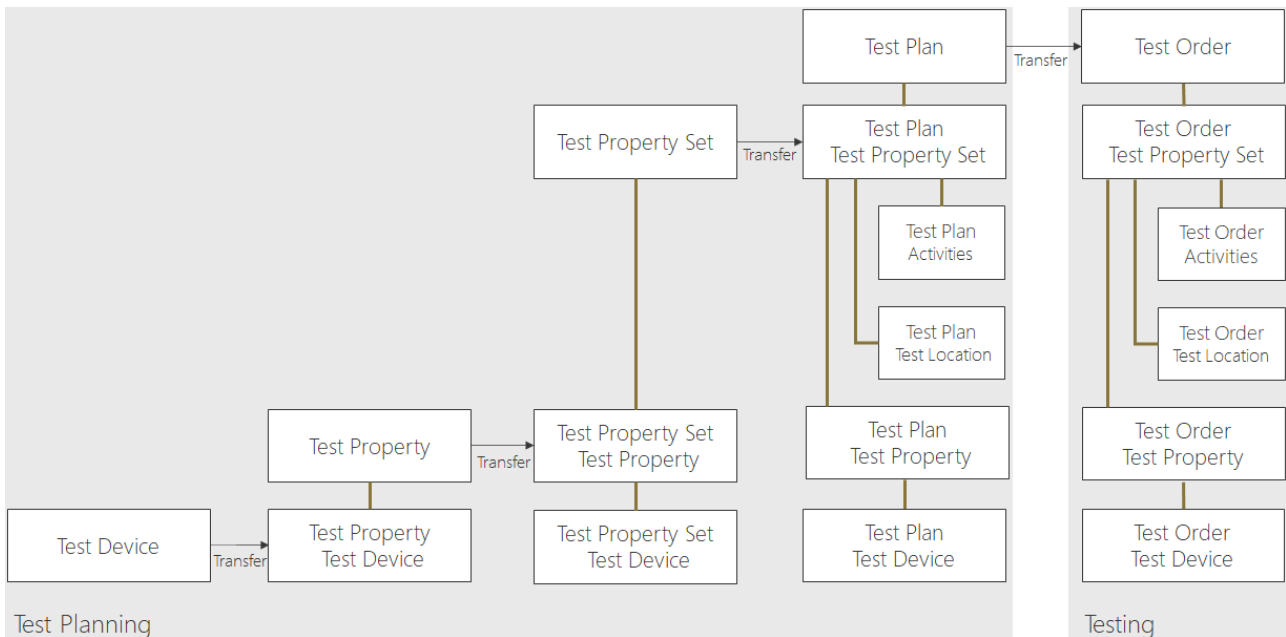 Test Plan
Transfer
Test Order
Test Property Set
Transfer
Test Plan
Test Property Set
Test Order
Test Property Set
Test Plan
Activities
Test Order
Activities
Test Plan
Test Location
Test Order
Test Location
Test Property
Transfer
Test Property Set
Test Property
Test Plan
Test Property
Test Order
Test Property
Test Device
Transfer
Test Property
Test Device
Test Property Set
Test Device
Test Plan
Test Device
Test Order
Test Device
Test Planning
Testing